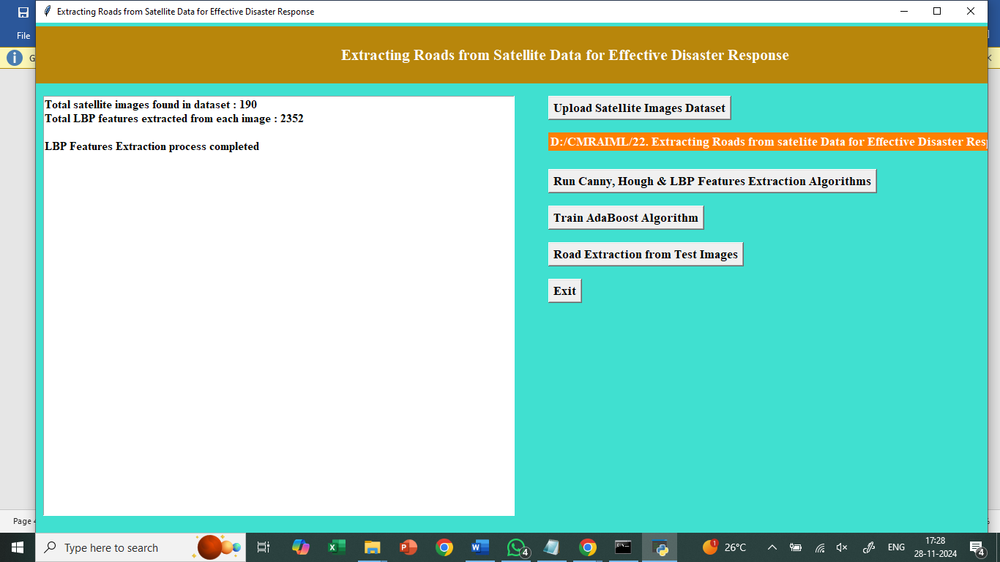 Extracting Roads from Satellite Data for Effective Disaster Response
File
G
Extracting Roads from Satellite Data for Effective Disaster Response
Total satellite images found in dataset : 190
Total LBP features extracted from each image : 2352
LBP Features Extraction process completed
Upload Satellite Images Dataset
D:/CMRAIML/22. Extracting Roads from satelite Data for Effective Disaster Resp
Run Canny, Hough & LBP Features Extraction Algorithms
Train AdaBoost Algorithm
Road Extraction from Test Images
Exit
Page 4
Type here to search
4
1
26°C
ENG
17:28
28-11-2024
4